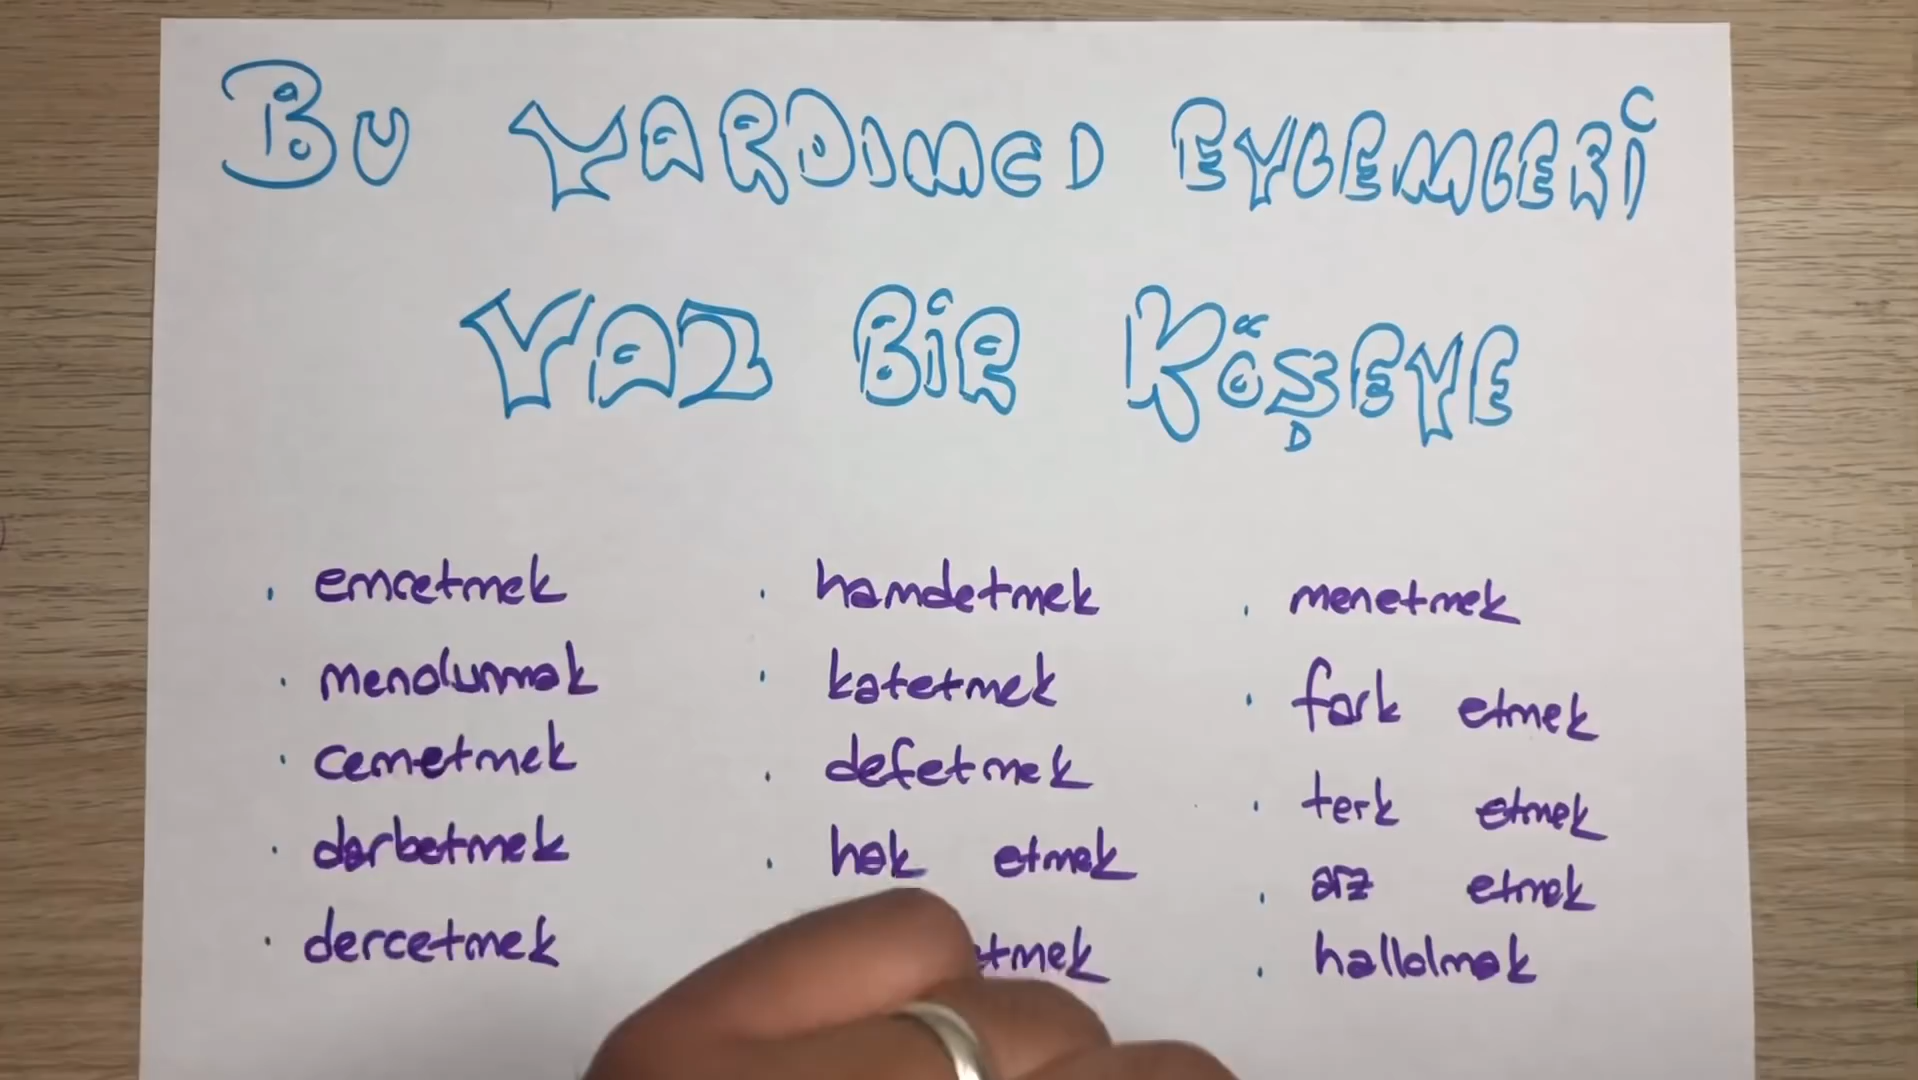 BU YARDIMCI EYLEMLERİ
YAZ BİR KÖŞEYE
• emretmek
• menolunmak
• cemetmek
• darbetmek
• dercetmek
• hamdetmek
• katetmek
• defetmek
• hak etmek
etmek
• menetmek
• fark etmek
• terk etmek
• arz etmek
• hallolmak